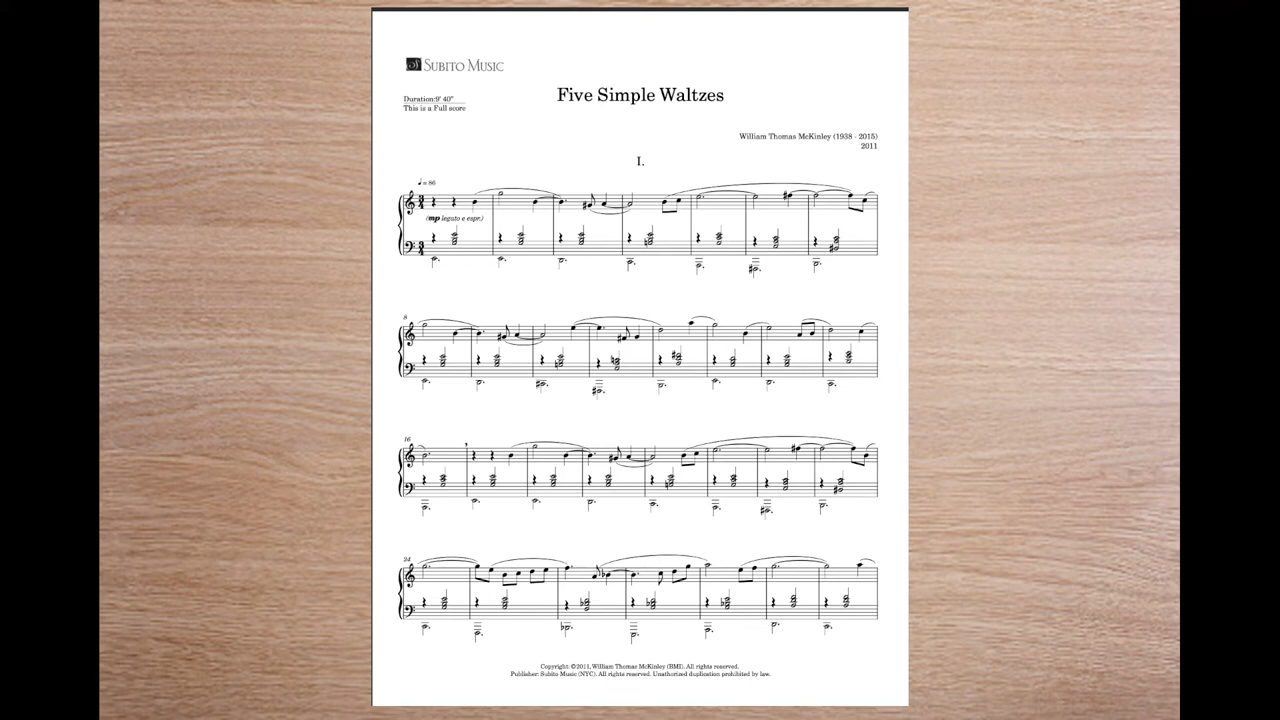 SUBITO MUSIC
Five Simple Waltzes
Duration:9' 40"
This is a Full score
William Thomas McKinley (1938 - 2015)
2011
I.
♩ = 86
(mp legato e espr.)
8
16
24
Copyright: ©2011, William Thomas McKinley (BMI). All rights reserved.
Publisher: Subito Music (NYC). All rights reserved. Unathorized duplication prohibited by law.